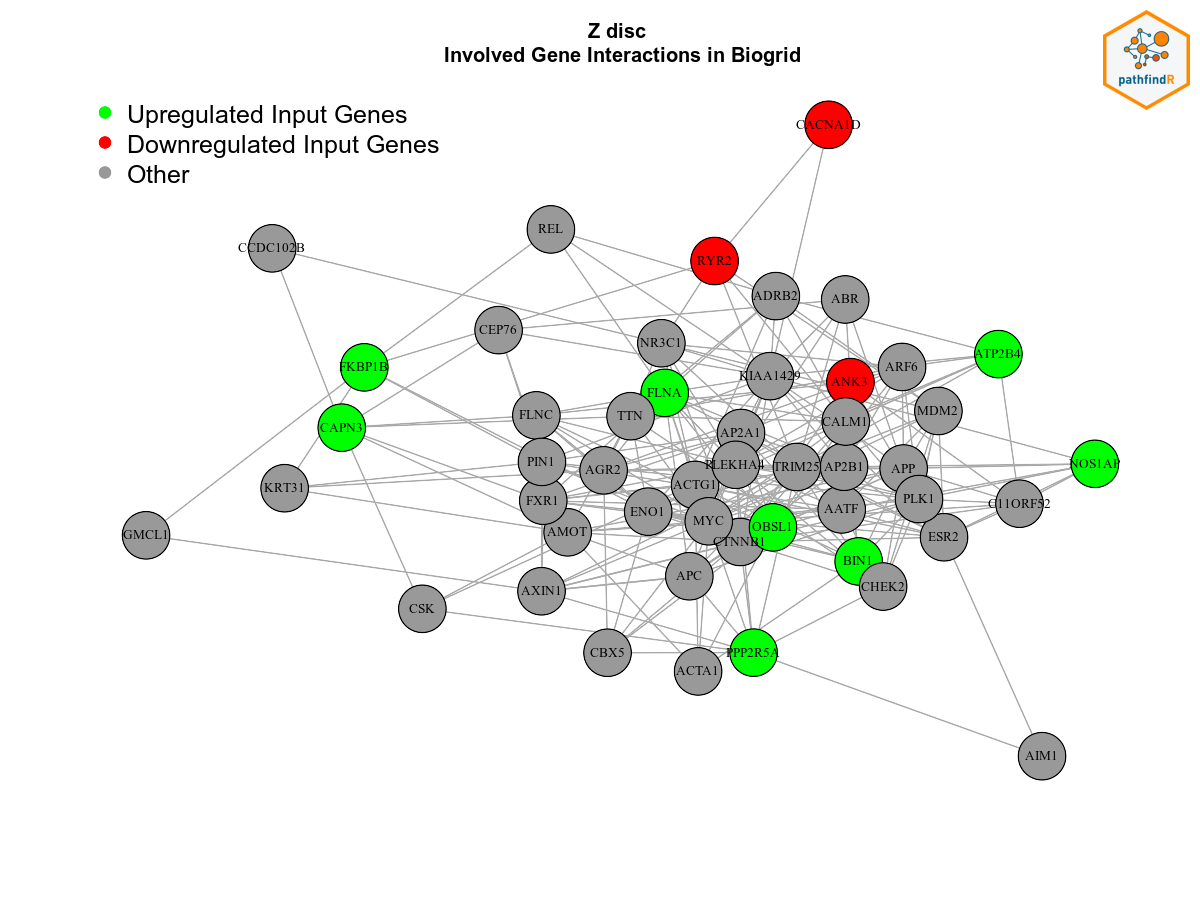 Z disc
Involved Gene Interactions in Biogrid
pathfindR
Upregulated Input Genes
Downregulated Input Genes
Other
CACNA1D
REL
CCDC102B
RYR2
ADRB2
ABR
CEP76
NR3C1
ATP2B4
FKBP1B
KIAA1429
ANK3
ARF6
FLNA
FLNC
TTN
MDM2
CAPN3
CALM1
AP2A1
PIN1
AGR2
PLEKHA4
TRIM25
AP2B1
APP
NOS1AP
KRT31
FXR1
ACTG1
PLK1
C11ORF52
ENO1
MYC
AATF
GMCL1
AMOT
OBSL1
CTNNB1
ESR2
BIN1
APC
CHEK2
AXIN1
CSK
CBX5
PPP2R5A
ACTA1
AIM1